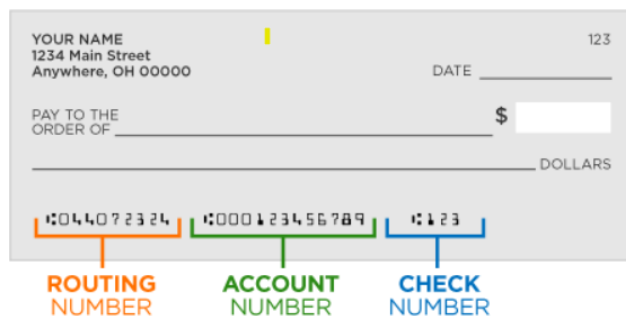 YOUR NAME 123
1234 Main Street
Anywhere, OH 00000
DATE
PAY TO THE
ORDER OF $
DOLLARS
⑆044072324 ⑆000123456789 ⑆123
ROUTING ACCOUNT CHECK
NUMBER NUMBER NUMBER